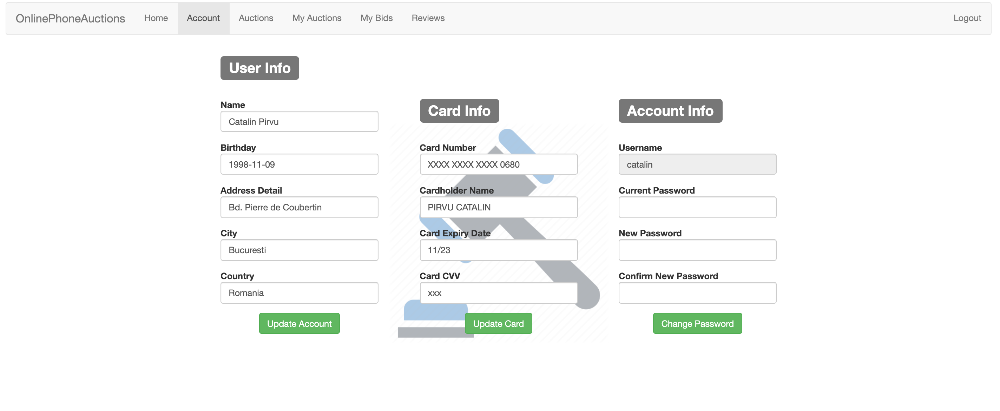 OnlinePhoneAuctions Home Account Auctions My Auctions My Bids Reviews Logout
User Info
Name
Catalin Pirvu
Birthday
1998-11-09
Address Detail
Bd. Pierre de Coubertin
City
Bucuresti
Country
Romania
Update Account
Card Info
Card Number
XXXX XXXX XXXX 0680
Cardholder Name
PIRVU CATALIN
Card Expiry Date
11/23
Card CVV
xxx
Update Card
Account Info
Username
catalin
Current Password
New Password
Confirm New Password
Change Password